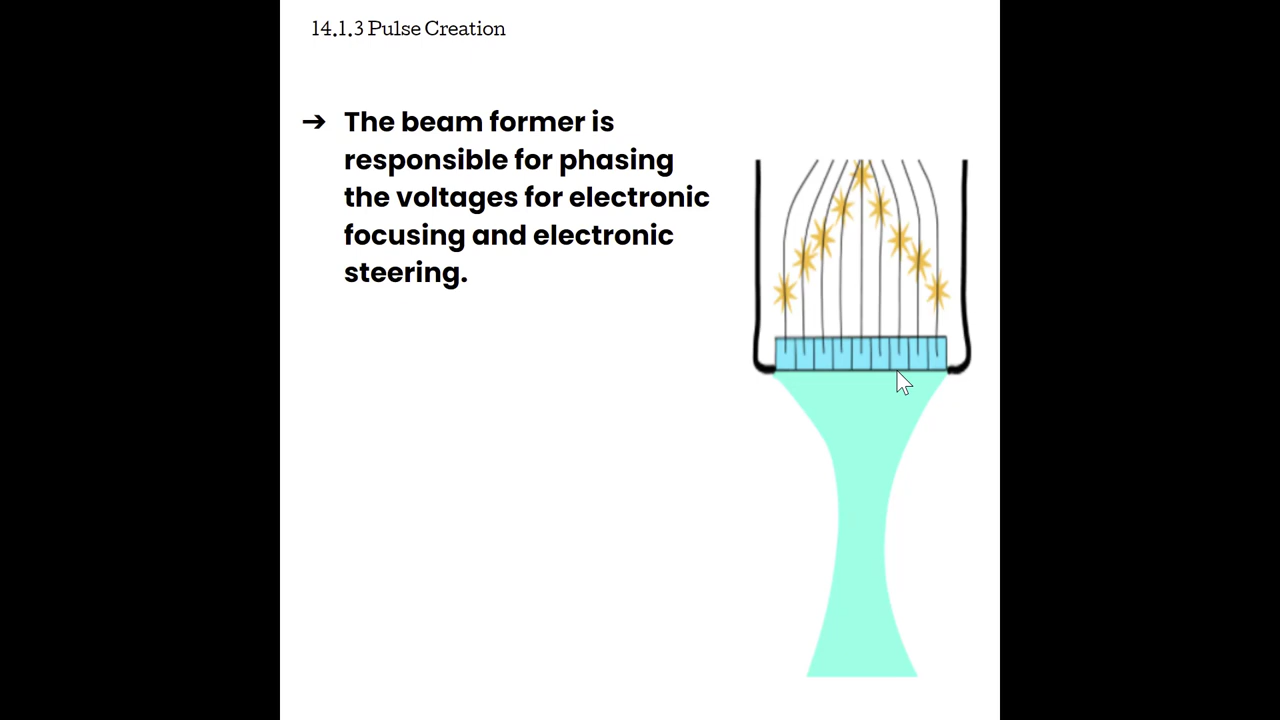 14.1.3 Pulse Creation
➔ The beam former is
responsible for phasing
the voltages for electronic
focusing and electronic
steering.